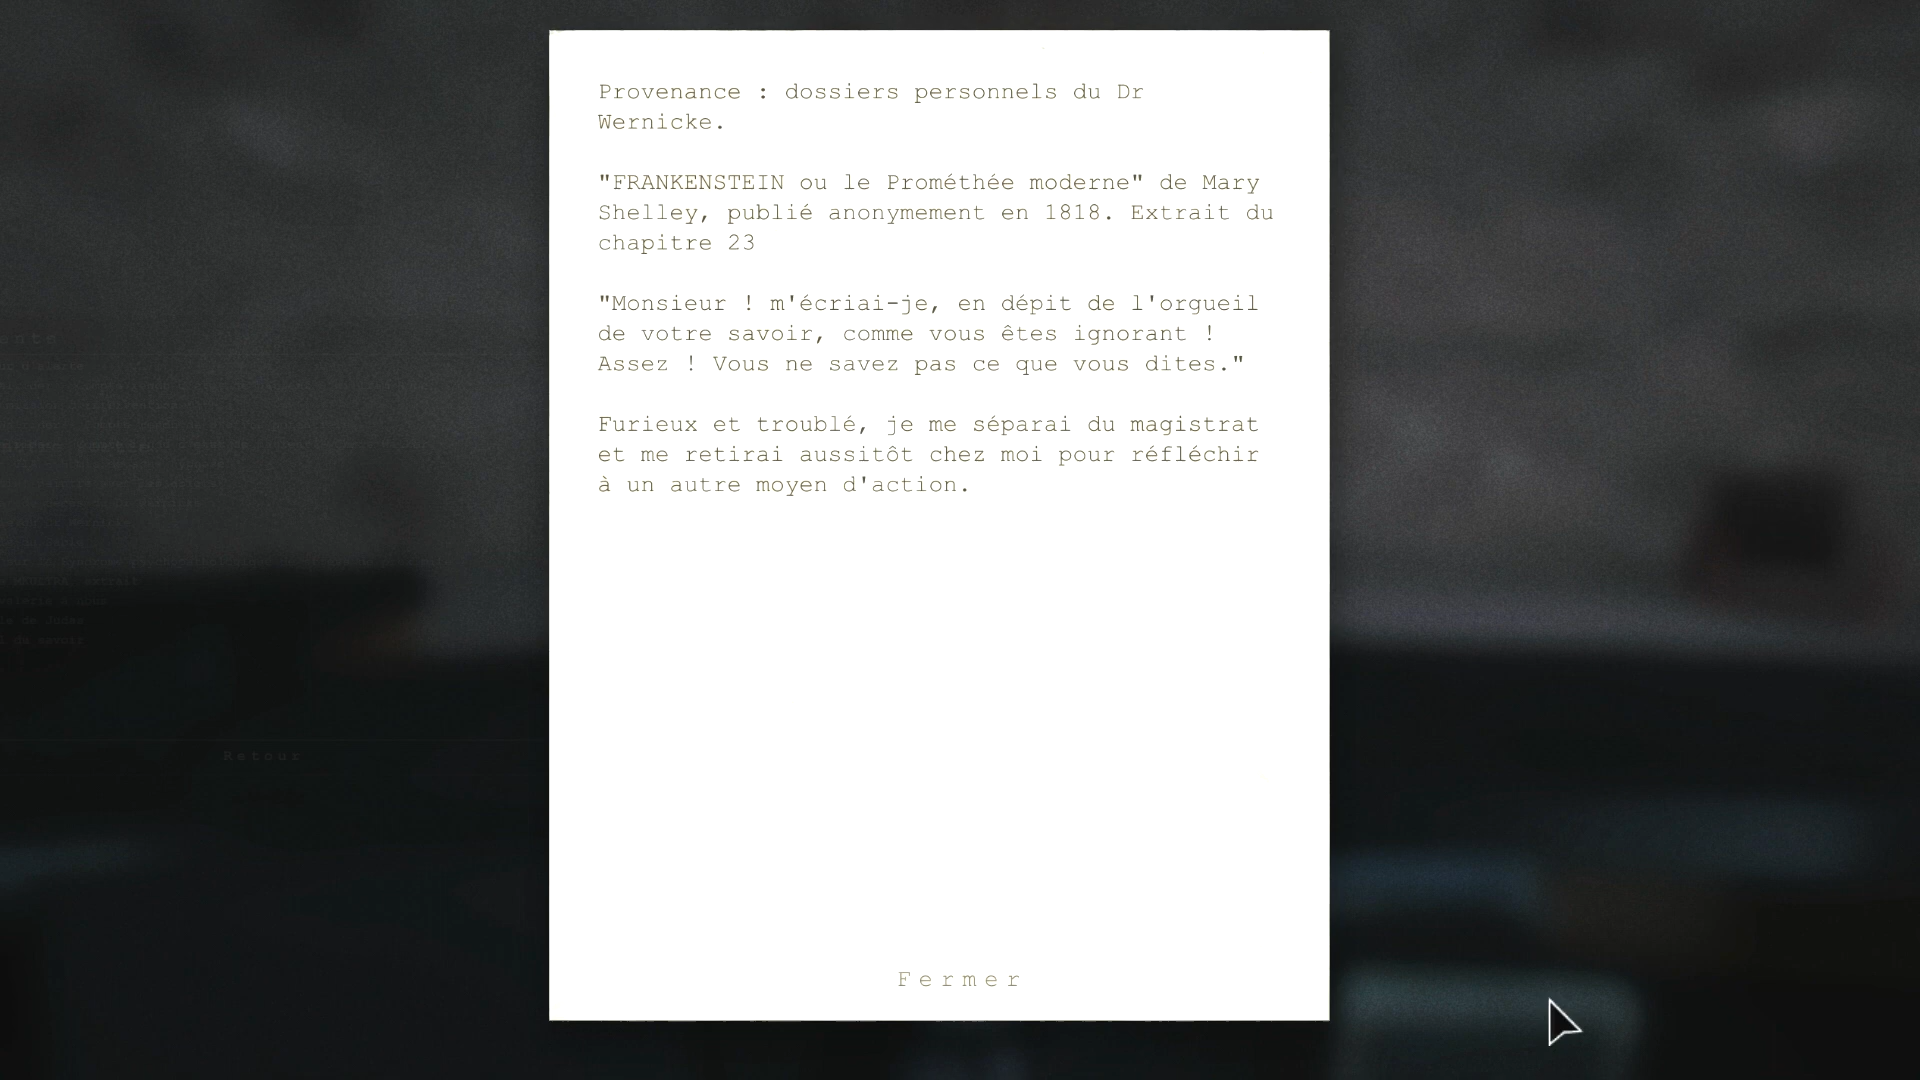 Provenance : dossiers personnels du Dr
Wernicke.
"FRANKENSTEIN ou le Prométhée moderne" de Mary
Shelley, publié anonymement en 1818. Extrait du
chapitre 23
"Monsieur ! m'écriai-je, en dépit de l'orgueil
de votre savoir, comme vous êtes ignorant !
Assez ! Vous ne savez pas ce que vous dites."
Furieux et troublé, je me séparai du magistrat
et me retirai aussitôt chez moi pour réfléchir
à un autre moyen d'action.
Retour
Fermer